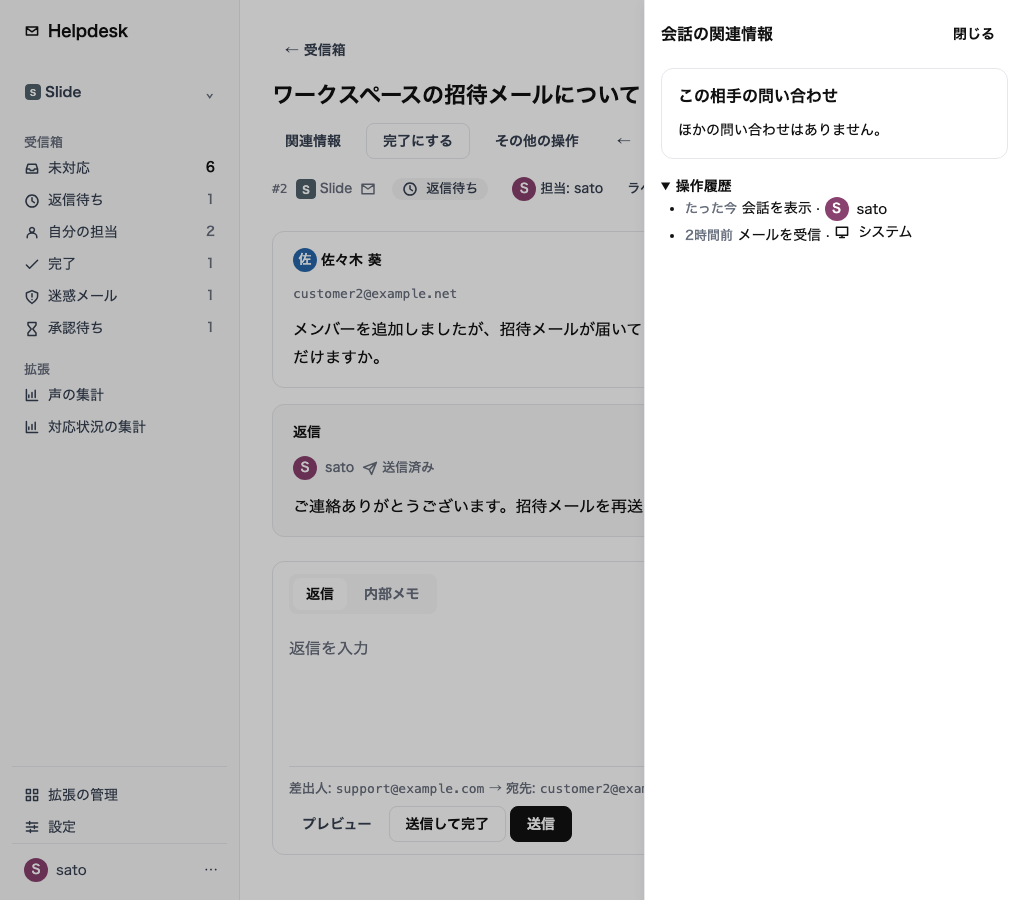 Helpdesk
S Slide
受信箱
未対応 6
返信待ち 1
自分の担当 2
完了 1
迷惑メール 1
承認待ち 1
拡張
声の集計
対応状況の集計
拡張の管理
設定
S sato ···
← 受信箱
ワークスペースの招待メールについて
関連情報 完了にする その他の操作 ←
#2 S Slide 返信待ち S 担当: sato
佐 佐々木 葵
customer2@example.net
メンバーを追加しましたが、招待メールが届いて
だけますか。
返信
S sato 送信済み
ご連絡ありがとうございます。招待メールを再送
返信 内部メモ
返信を入力
差出人: support@example.com → 宛先: customer2@exam
プレビュー 送信して完了 送信
会話の関連情報 閉じる
この相手の問い合わせ
ほかの問い合わせはありません。
▼ 操作履歴
• たった今 会話を表示 · S sato
• 2時間前 メールを受信 · システム